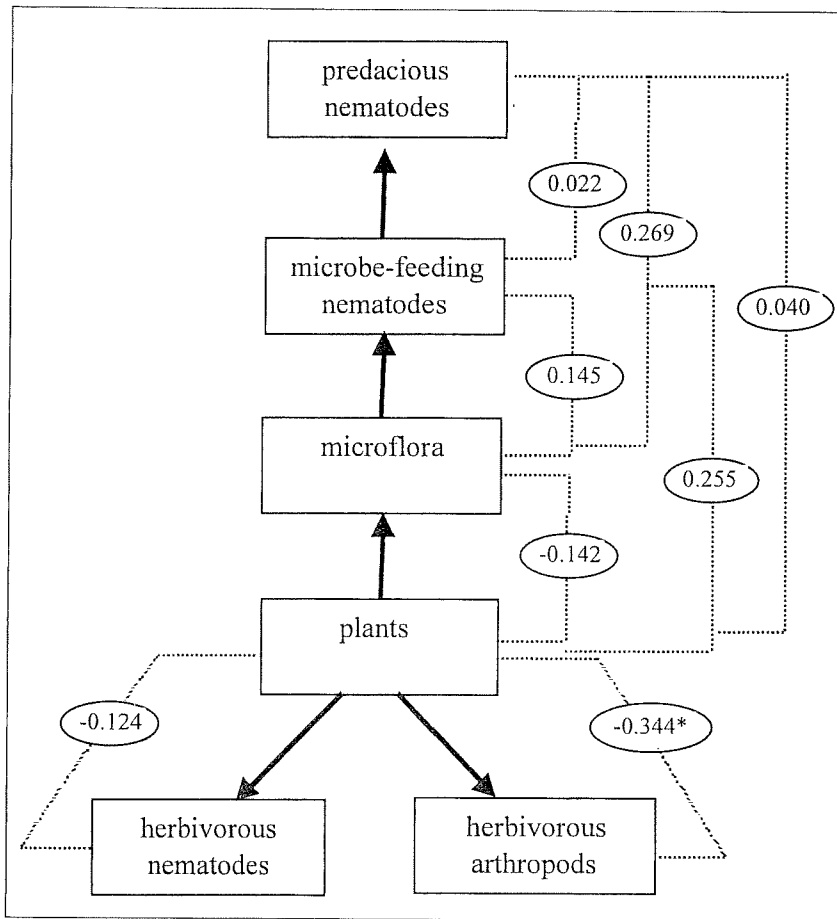 predacious
nematodes
0.022
0.269
microbe-feeding
nematodes
0.040
0.145
microflora
0.255
-0.142
plants
-0.124
-0.344*
herbivorous
nematodes
herbivorous
arthropods